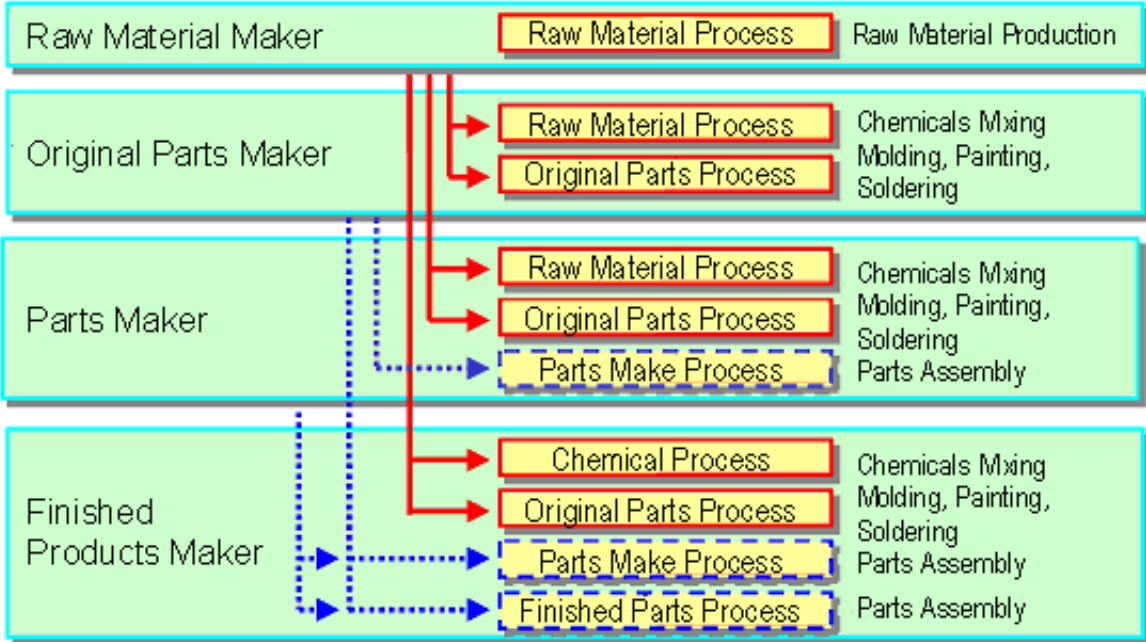 Raw Material Maker
Raw Material Process
Raw Material Production
Original Parts Maker
Raw Material Process
Original Parts Process
Chemicals Mxing
Molding, Painting,
Soldering
Parts Maker
Raw Material Process
Original Parts Process
Parts Make Process
Chemicals Mxing
Molding, Painting,
Soldering
Parts Assembly
Finished
Products Maker
Chemical Process
Original Parts Process
Parts Make Process
Finished Parts Process
Chemicals Mxing
Molding, Painting,
Soldering
Parts Assembly
Parts Assembly